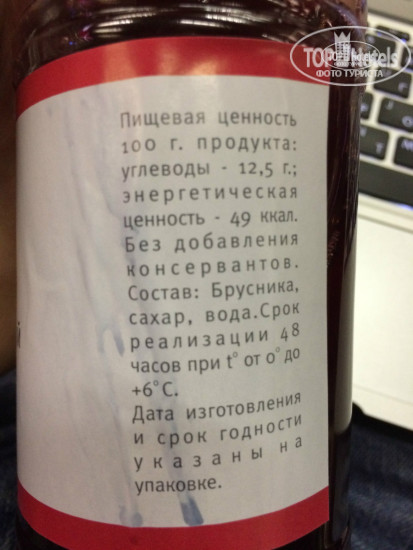 TOP Hotels
ФОТО ТУРИСТА
Пищевая ценность
100 г. продукта:
углеводы - 12,5 г.;
энергетическая
ценность - 49 ккал.
Без добавления
консервантов.
Состав: Брусника,
сахар, вода.Срок
реализации 48
часов при t° от 0° до
+6°С.
Дата изготовления
и срок годности
указаны на
упаковке.